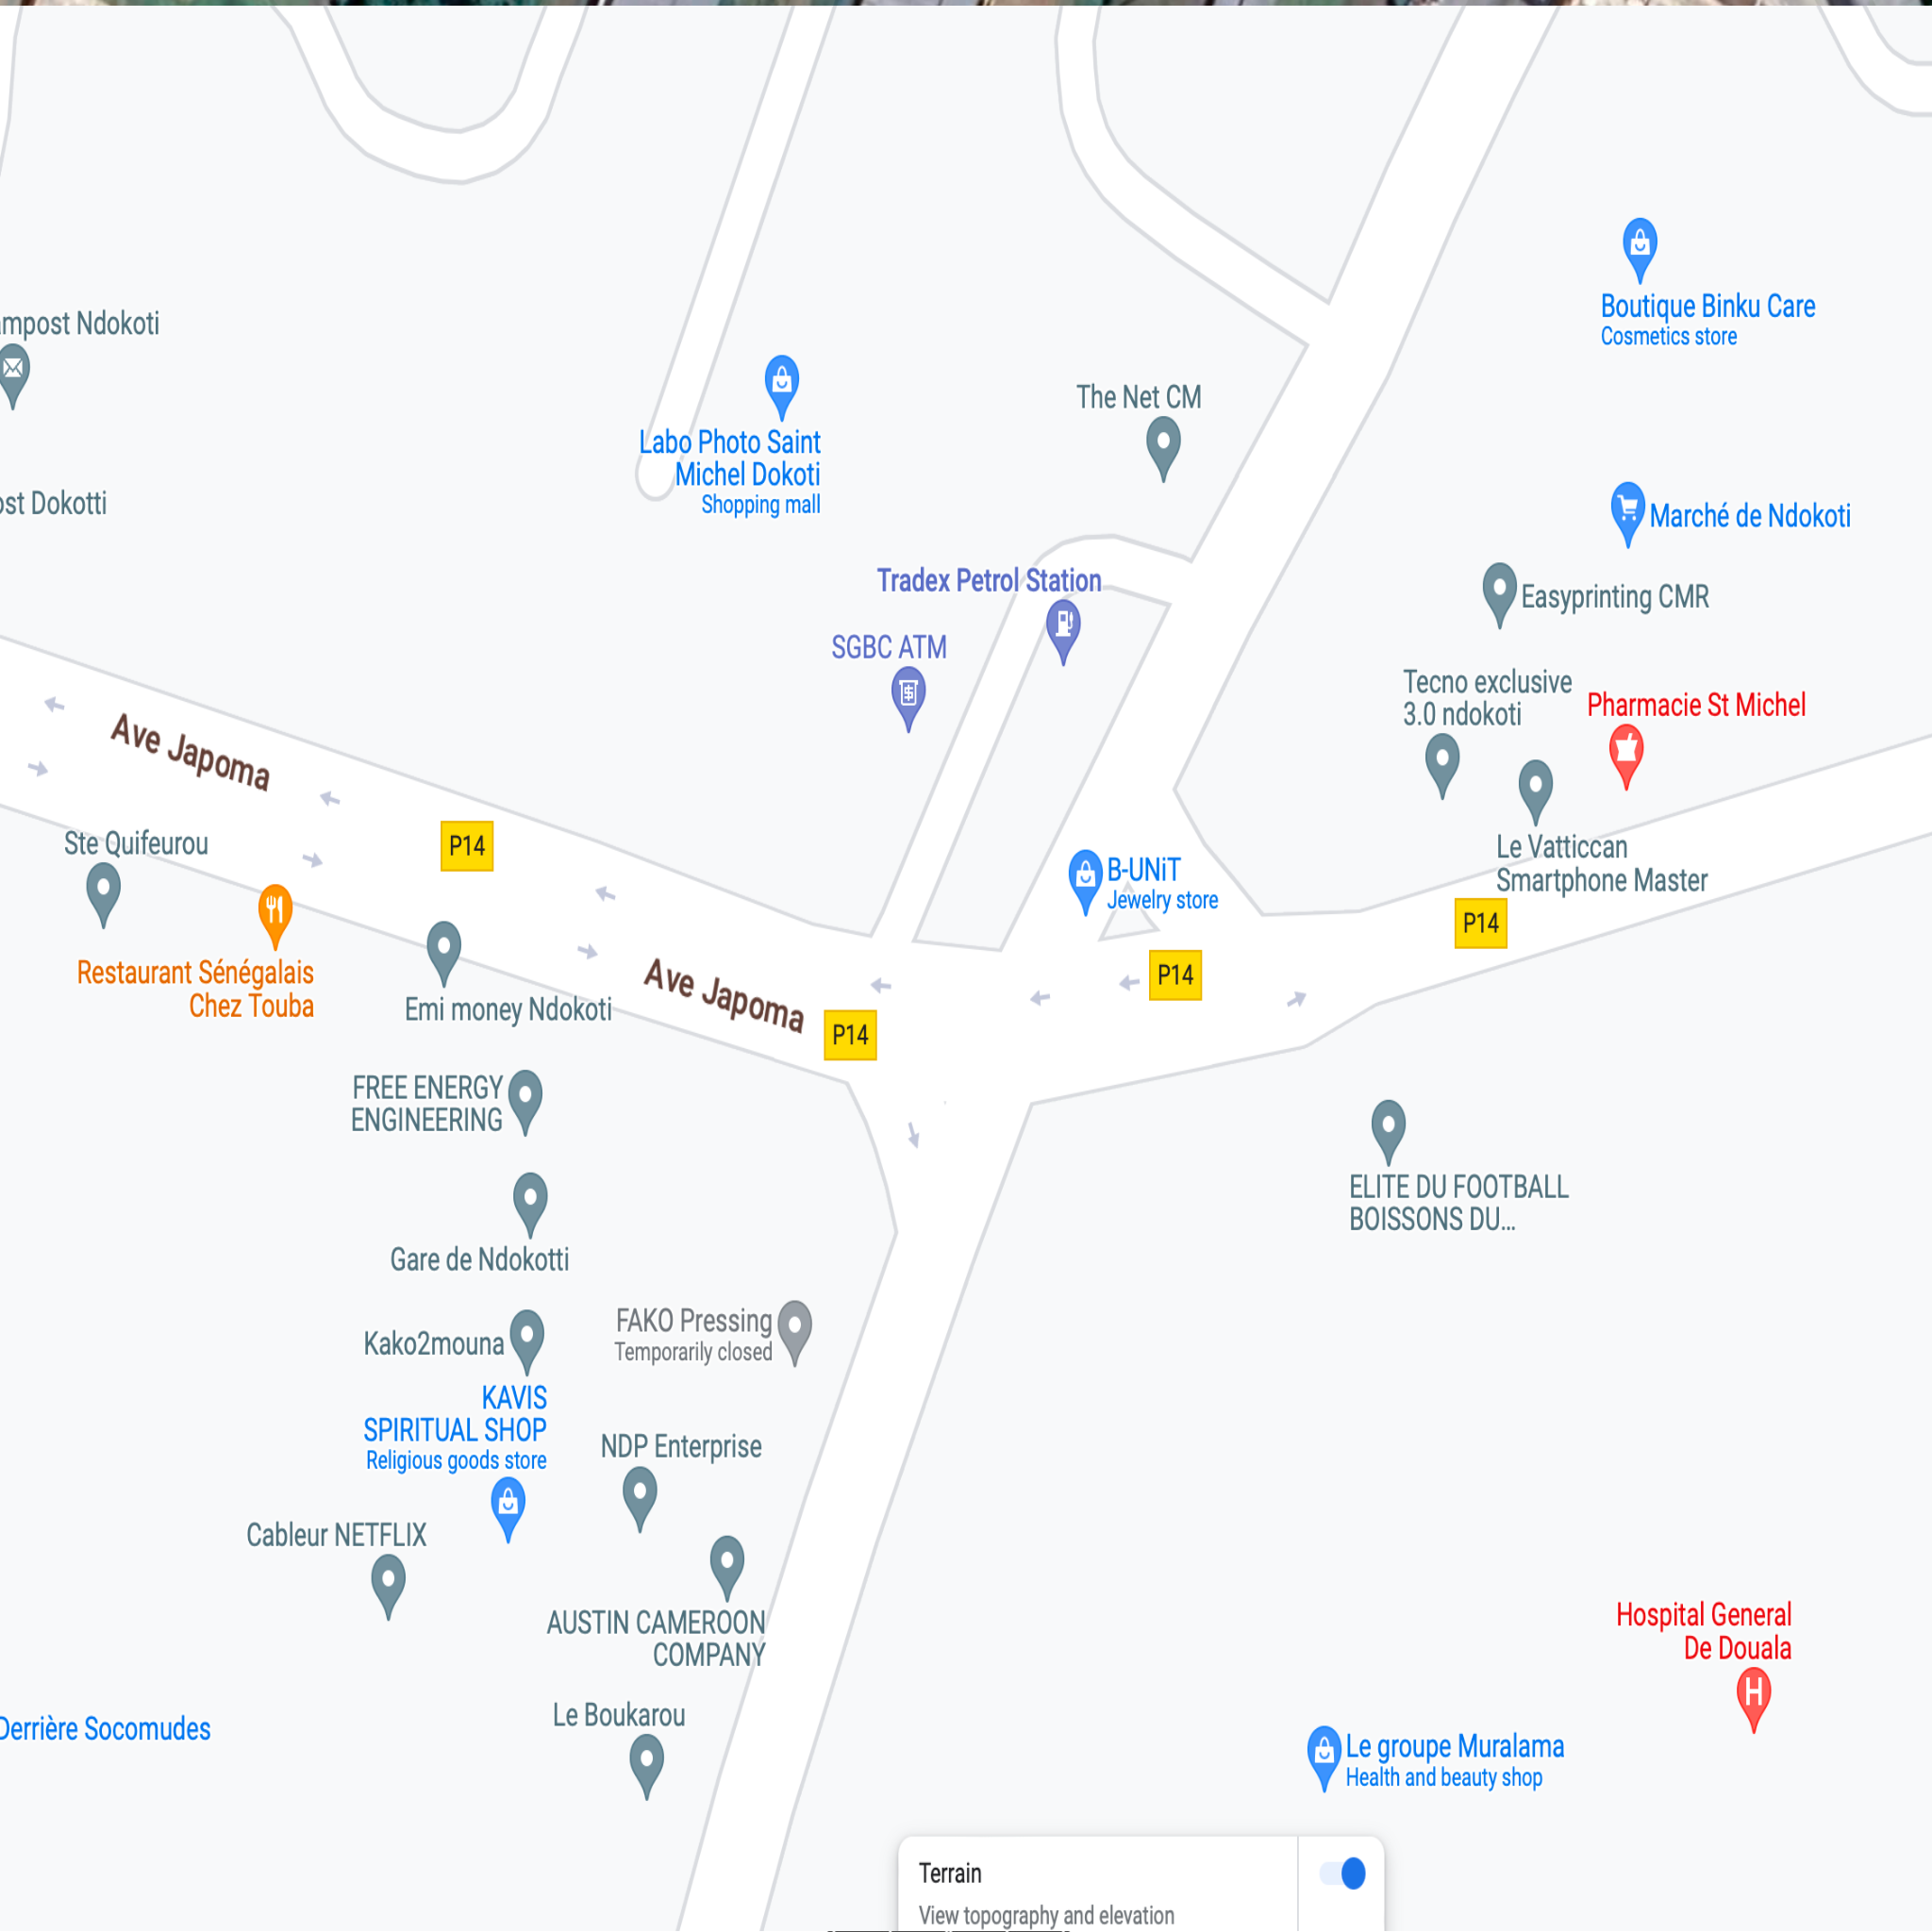 Ndokoti
Boutique Binku Care
Cosmetics store
The Net CM
Labo Photo Saint
Michel Dokoti
Shopping mall
Dokotti
Marché de Ndokoti
Tradex Petrol Station
Easyprinting CMR
SGBC ATM
Tecno exclusive
3.0 ndokoti
Pharmacie St Michel
Ave Japoma
Ste Quifeurou
P14
Le Vatticcan
Smartphone Master
B-UNiT
Jewelry store
P14
Restaurant Sénégalais
Chez Touba
Emi money Ndokoti
Ave Japoma
P14
P14
FREE ENERGY
ENGINEERING
ELITE DU FOOTBALL
BOISSONS DU...
Gare de Ndokotti
FAKO Pressing
Temporarily closed
Kako2mouna
KAVIS
SPIRITUAL SHOP
Religious goods store
NDP Enterprise
Cableur NETFLIX
AUSTIN CAMEROON
COMPANY
Hospital General
De Douala
H
Le Boukarou
Derrière Socomudes
Le groupe Muralama
Health and beauty shop
Terrain
View topography and elevation